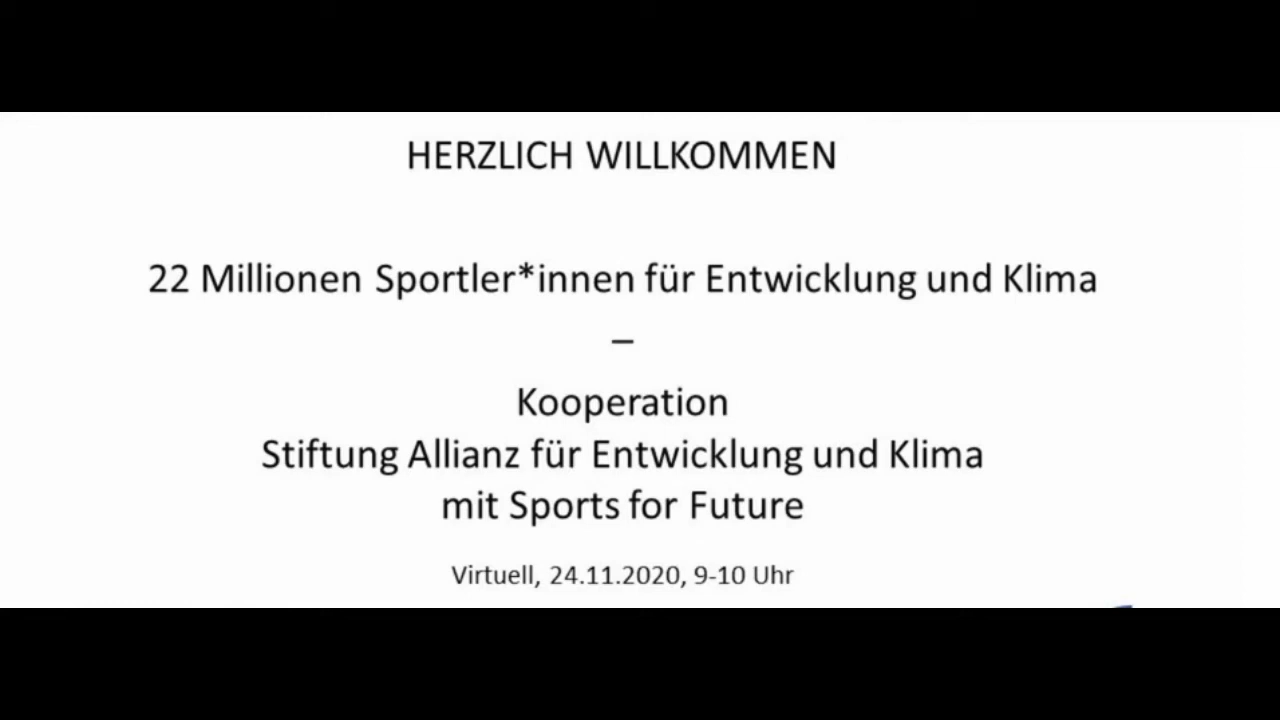 HERZLICH WILLKOMMEN
22 Millionen Sportler*innen für Entwicklung und Klima
–
Kooperation
Stiftung Allianz für Entwicklung und Klima
mit Sports for Future
Virtuell, 24.11.2020, 9-10 Uhr